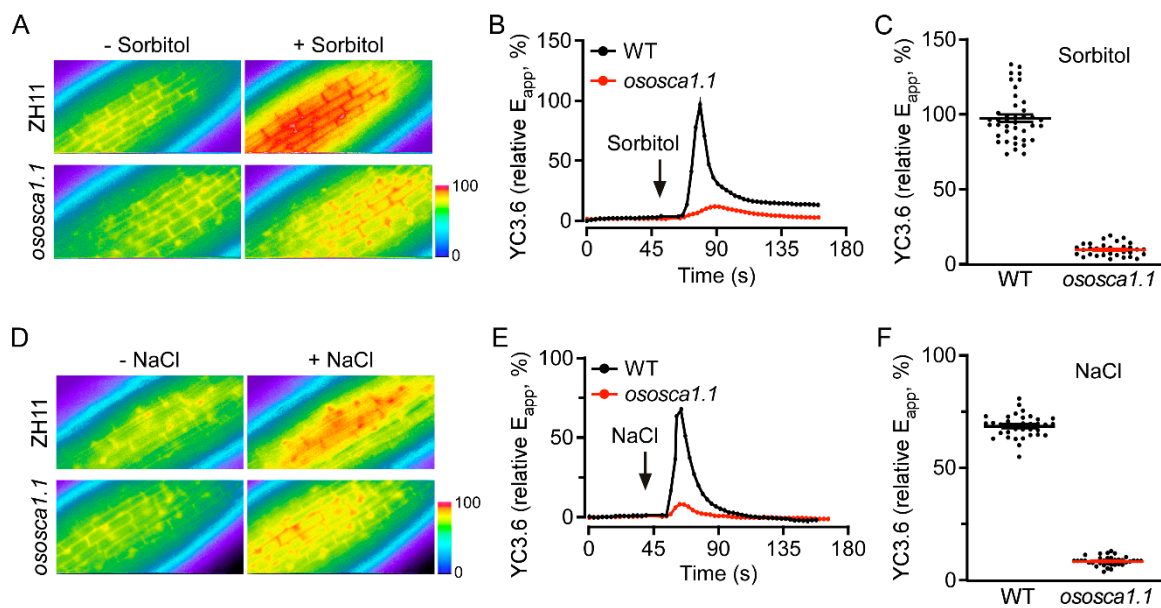 A
- Sorbitol
+ Sorbitol
ZH11
ososca1.1
100
0
B
YC3.6 (relative Eapp, %)
150
100
50
0
WT
ososca1.1
Sorbitol
0
45
90
135
180
Time (s)
C
YC3.6 (relative Eapp, %)
150
100
50
0
Sorbitol
WT
ososca1.1
D
- NaCl
+ NaCl
ZH11
ososca1.1
100
0
E
YC3.6 (relative Eapp, %)
100
50
0
WT
ososca1.1
NaCl
0
45
90
135
180
Time (s)
F
YC3.6 (relative Eapp, %)
100
50
0
NaCl
WT
ososca1.1